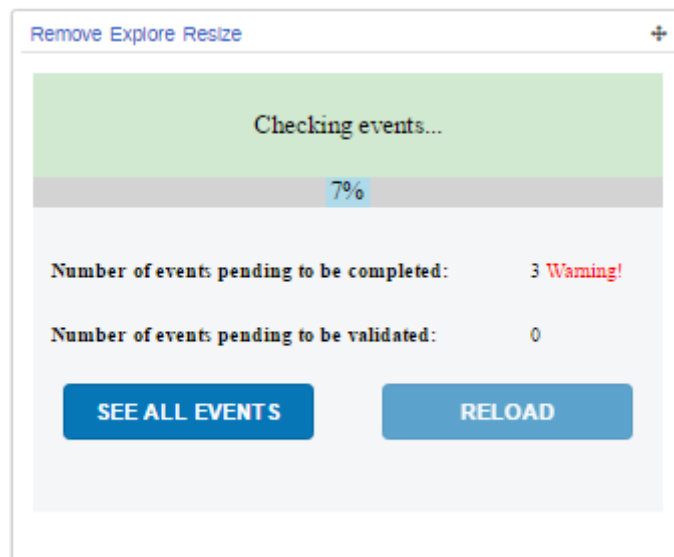 Remove Explore Resize
Checking events...
7%
Number of events pending to be completed: 3 Warning!
Number of events pending to be validated: 0
SEE ALL EVENTS RELOAD